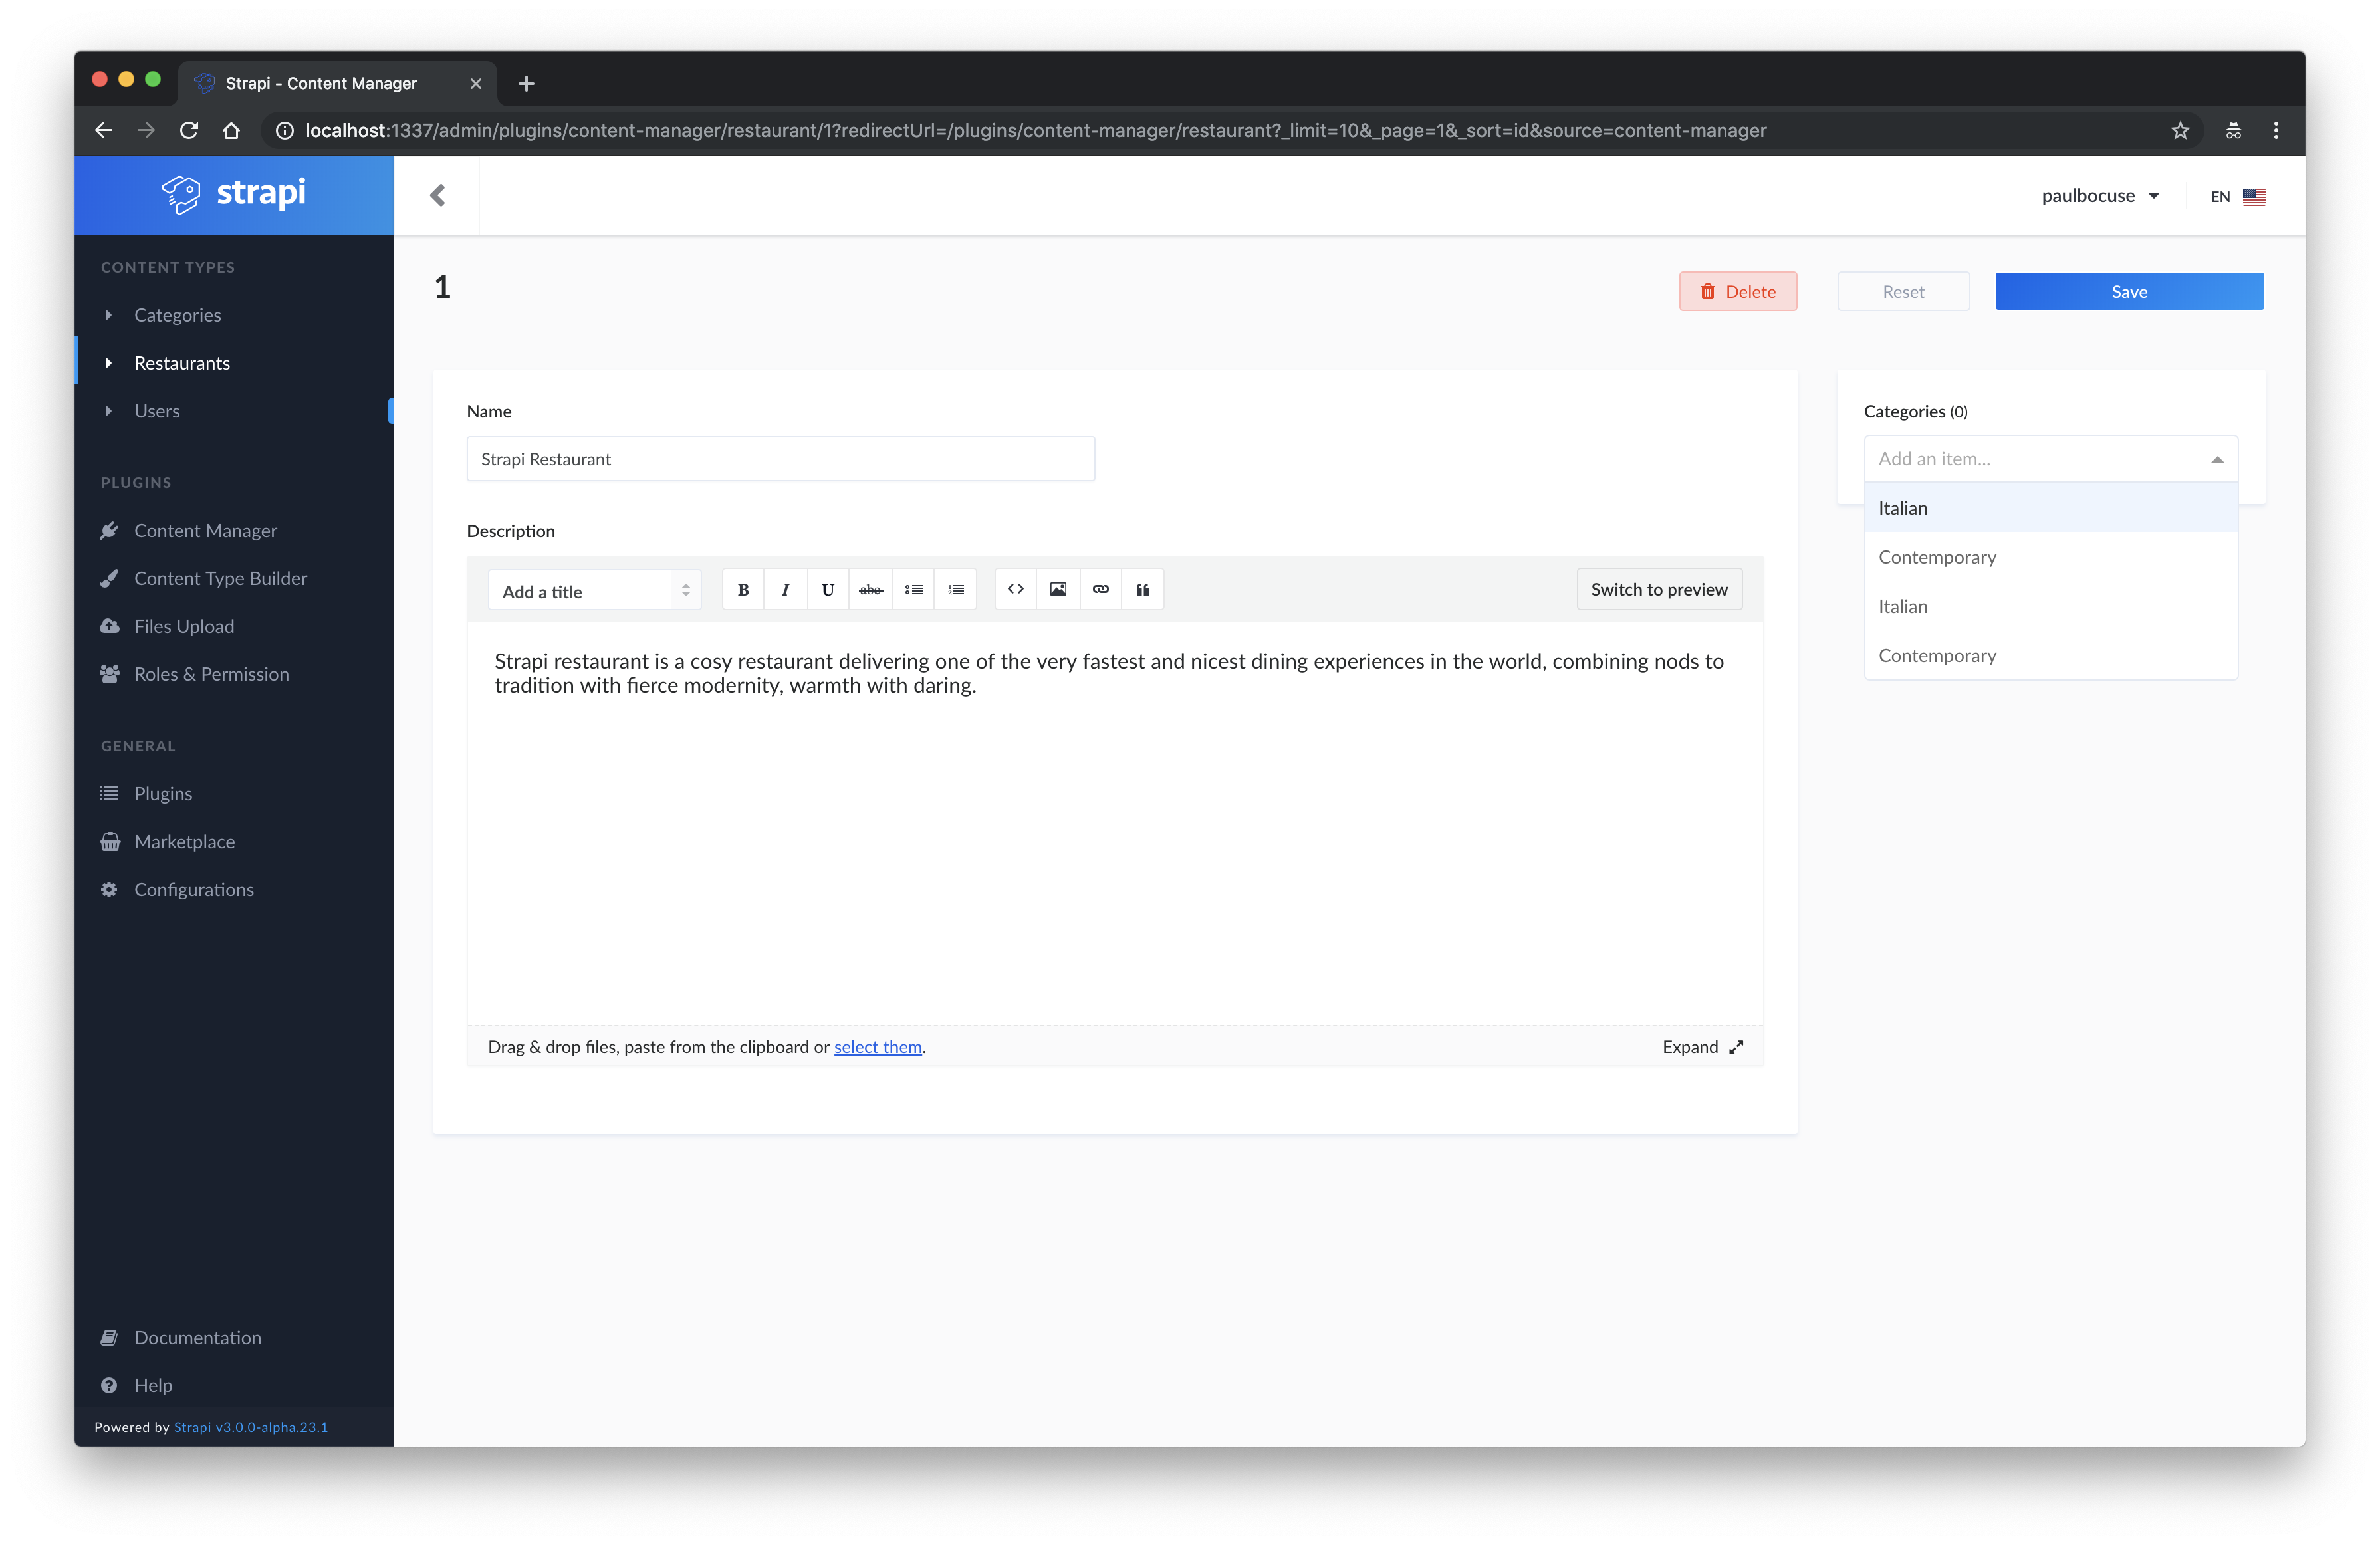 Strapi - Content Manager
localhost:1337/admin/plugins/content-manager/restaurant/1?redirectUrl=/plugins/content-manager/restaurant?_limit=10&_page=1&_sort=id&source=content-manager
strapi
paulbocuse
EN
CONTENT TYPES
Categories
Restaurants
Users
PLUGINS
Content Manager
Content Type Builder
Files Upload
Roles & Permission
GENERAL
Plugins
Marketplace
Configurations
Documentation
Help
Powered by Strapi v3.0.0-alpha.23.1
1
Delete
Reset
Save
Name
Strapi Restaurant
Description
Add a title
B I U abc
Switch to preview
Strapi restaurant is a cosy restaurant delivering one of the very fastest and nicest dining experiences in the world, combining nods to
tradition with fierce modernity, warmth with daring.
Drag & drop files, paste from the clipboard or select them.
Expand
Categories (0)
Add an item...
Italian
Contemporary
Italian
Contemporary